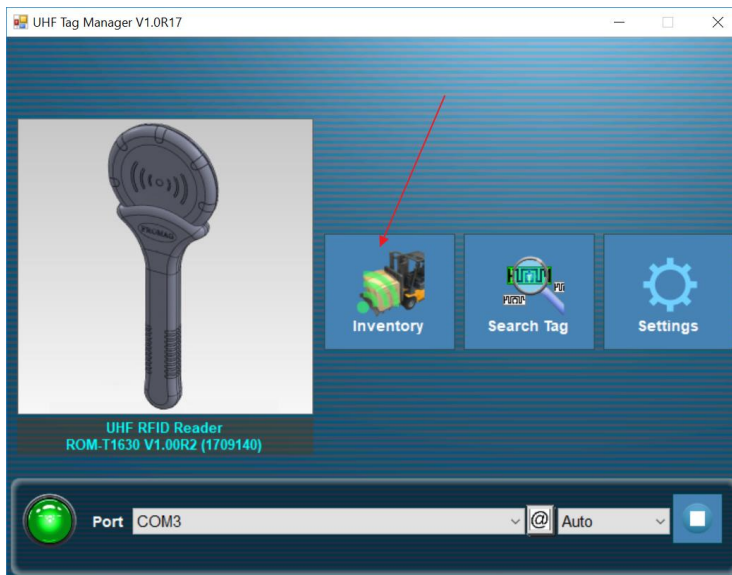 UHF Tag Manager V1.0R17
Inventory
Search Tag
Settings
UHF RFID Reader
ROM-T1630 V1.00R2 (1709140)
Port COM3 @ Auto